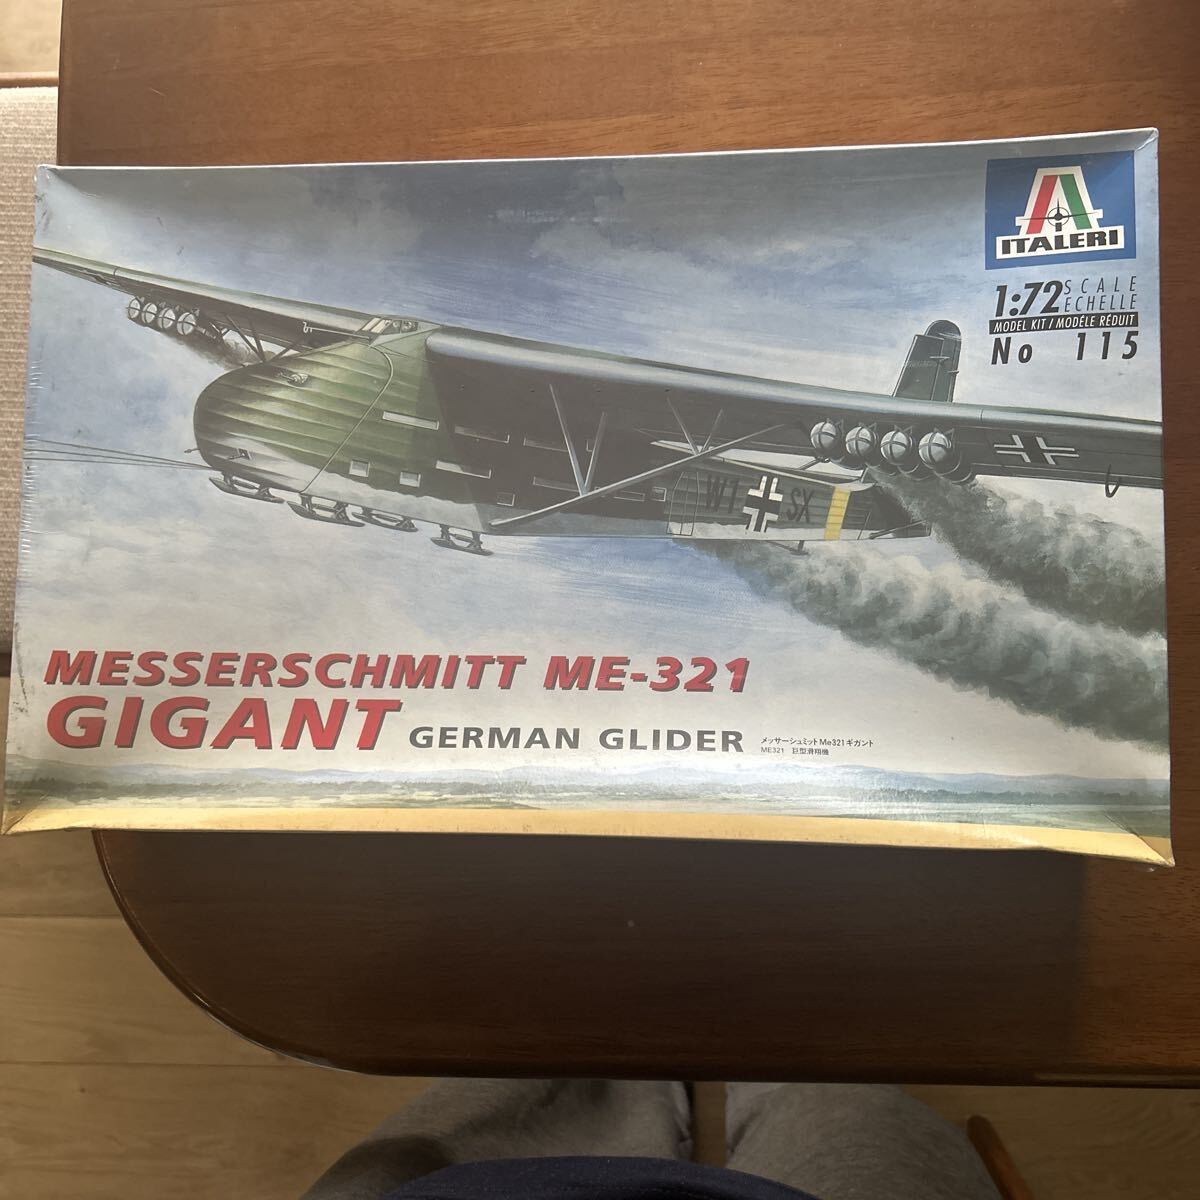 ITALERI
1:72 SCALE
ECHELLE
MODEL KIT / MODÈLE RÉDUIT
No 115
W1 SX
MESSERSCHMITT ME-321
GIGANT GERMAN GLIDER
メッサーシュミットMe321ギガント
ME321 巨型滑翔機